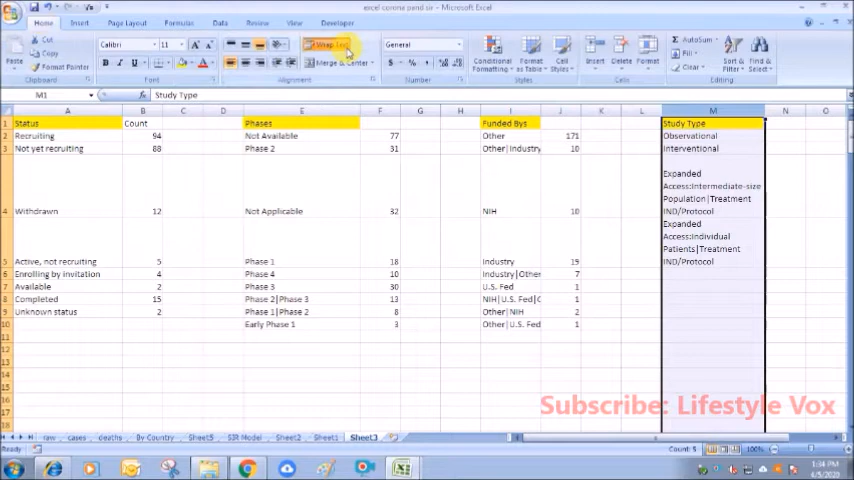 excel corona pand sir - Microsoft Excel
Home Insert Page Layout Formulas Data Review View Developer
Cut
Copy
Format Painter
Paste
Clipboard
Calibri 11
B I U
Font
Wrap Text
Merge & Center
Alignment
General
$ % ,
Number
Conditional Formatting
Format as Table
Cell Styles
Styles
Insert Delete Format
Cells
AutoSum
Fill
Clear
Sort & Filter
Find & Select
Editing
M1 fx Study Type
A B C D E F G H I J K L M N O
1 Status Count Phases Funded Bys Study Type
2 Recruiting 94 Not Available 77 Other 171 Observational
3 Not yet recruiting 88 Phase 2 31 Other|Industry 10 Interventional
Expanded
Access:Intermediate-size
Population|Treatment
4 Withdrawn 12 Not Applicable 32 NIH 10 IND/Protocol
Expanded
Access:Individual
Patients|Treatment
5 Active, not recruiting 5 Phase 1 18 Industry 19 IND/Protocol
6 Enrolling by invitation 4 Phase 4 10 Industry|Other 7
7 Available 2 Phase 3 30 U.S. Fed 1
8 Completed 15 Phase 2|Phase 3 13 NIH|U.S. Fed|C 1
9 Unknown status 2 Phase 1|Phase 2 8 Other|NIH 2
10 Early Phase 1 3 Other|U.S. Fed 1
11
12
13
14
15
16
17
18
Subscribe: Lifestyle Vox
raw cases deaths By Country Sheet5 SIR Model Sheet2 Sheet1 Sheet3
Ready Count: 5 100%
1:34 PM
4/5/2020